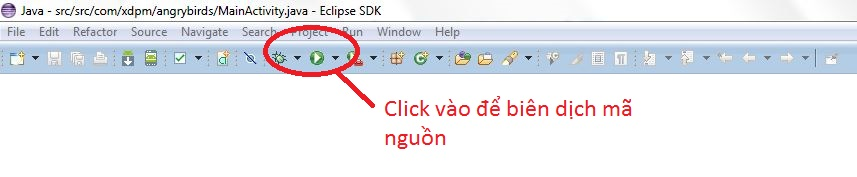 Java - src/src/com/xdpm/angrybirds/MainActivity.java - Eclipse SDK
File Edit Refactor Source Navigate Search Project Run Window Help
Click vào để biên dịch mã
nguồn